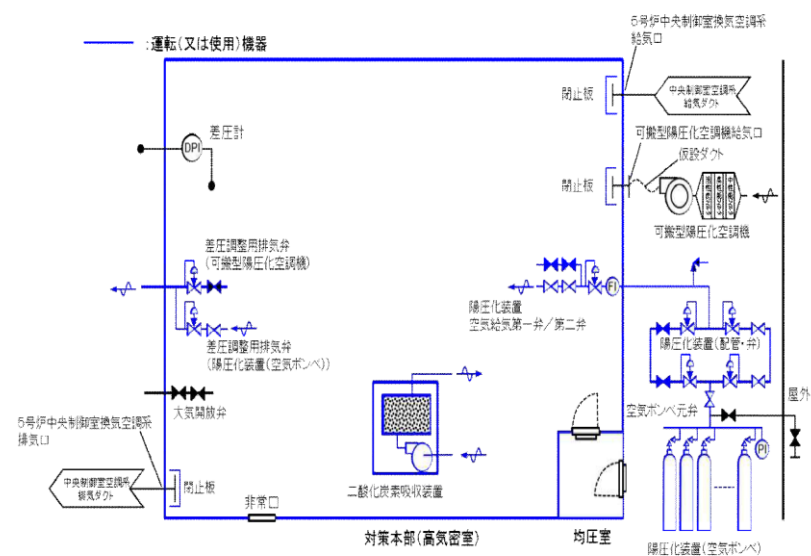 :運転(又は使用)機器
5号炉中央制御室換気空調系
給気口
閉止板
中央制御室空調系
給気ダクト
差圧計
DPI
可搬型陽圧化空調機給気口
仮設ダクト
閉止板
可搬型陽圧化空調機
差圧調整用排気弁
(可搬型陽圧化空調機)
陽圧化装置
空気給気第一弁/第二弁
FI
差圧調整用排気弁
(陽圧化装置(空気ボンベ))
陽圧化装置(配管・弁)
大気開放弁
空気ボンベ元弁
屋外
5号炉中央制御室換気空調系
排気口
PI
中央制御室空調系
排気ダクト
閉止板
二酸化炭素吸収装置
非常口
対策本部(高気密室)
均圧室
陽圧化装置(空気ボンベ)